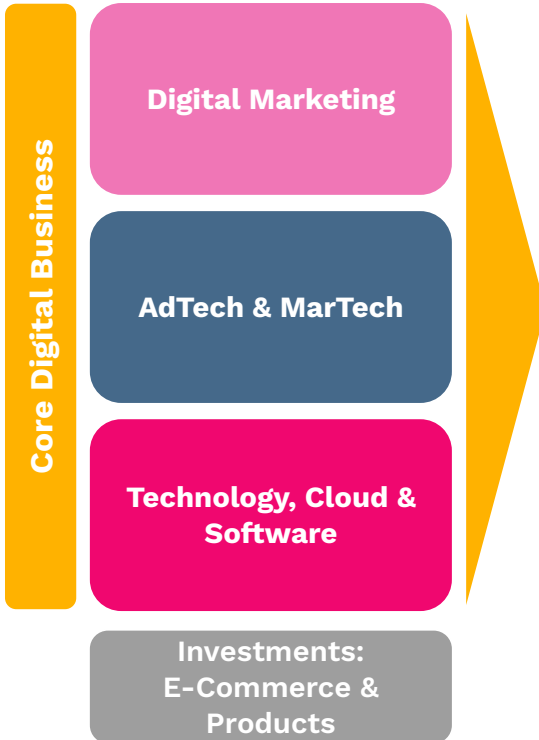 Core Digital Business
Digital Marketing
AdTech & MarTech
Technology, Cloud &
Software
Investments:
E-Commerce &
Products